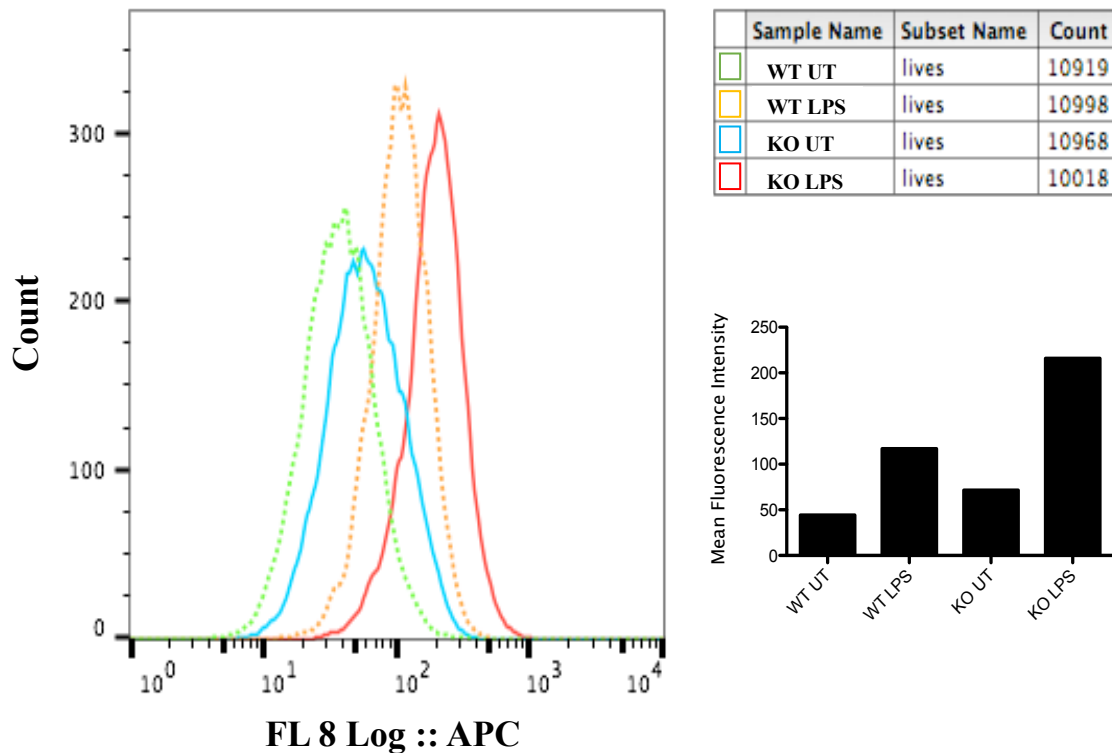 Count
300
200
100
0
10^0 10^1 10^2 10^3 10^4
FL 8 Log :: APC
Sample Name Subset Name Count
WT UT lives 10919
WT LPS lives 10998
KO UT lives 10968
KO LPS lives 10018
Mean Fluorescence Intensity
250
200
150
100
50
0
WT UT WT LPS KO UT KO LPS